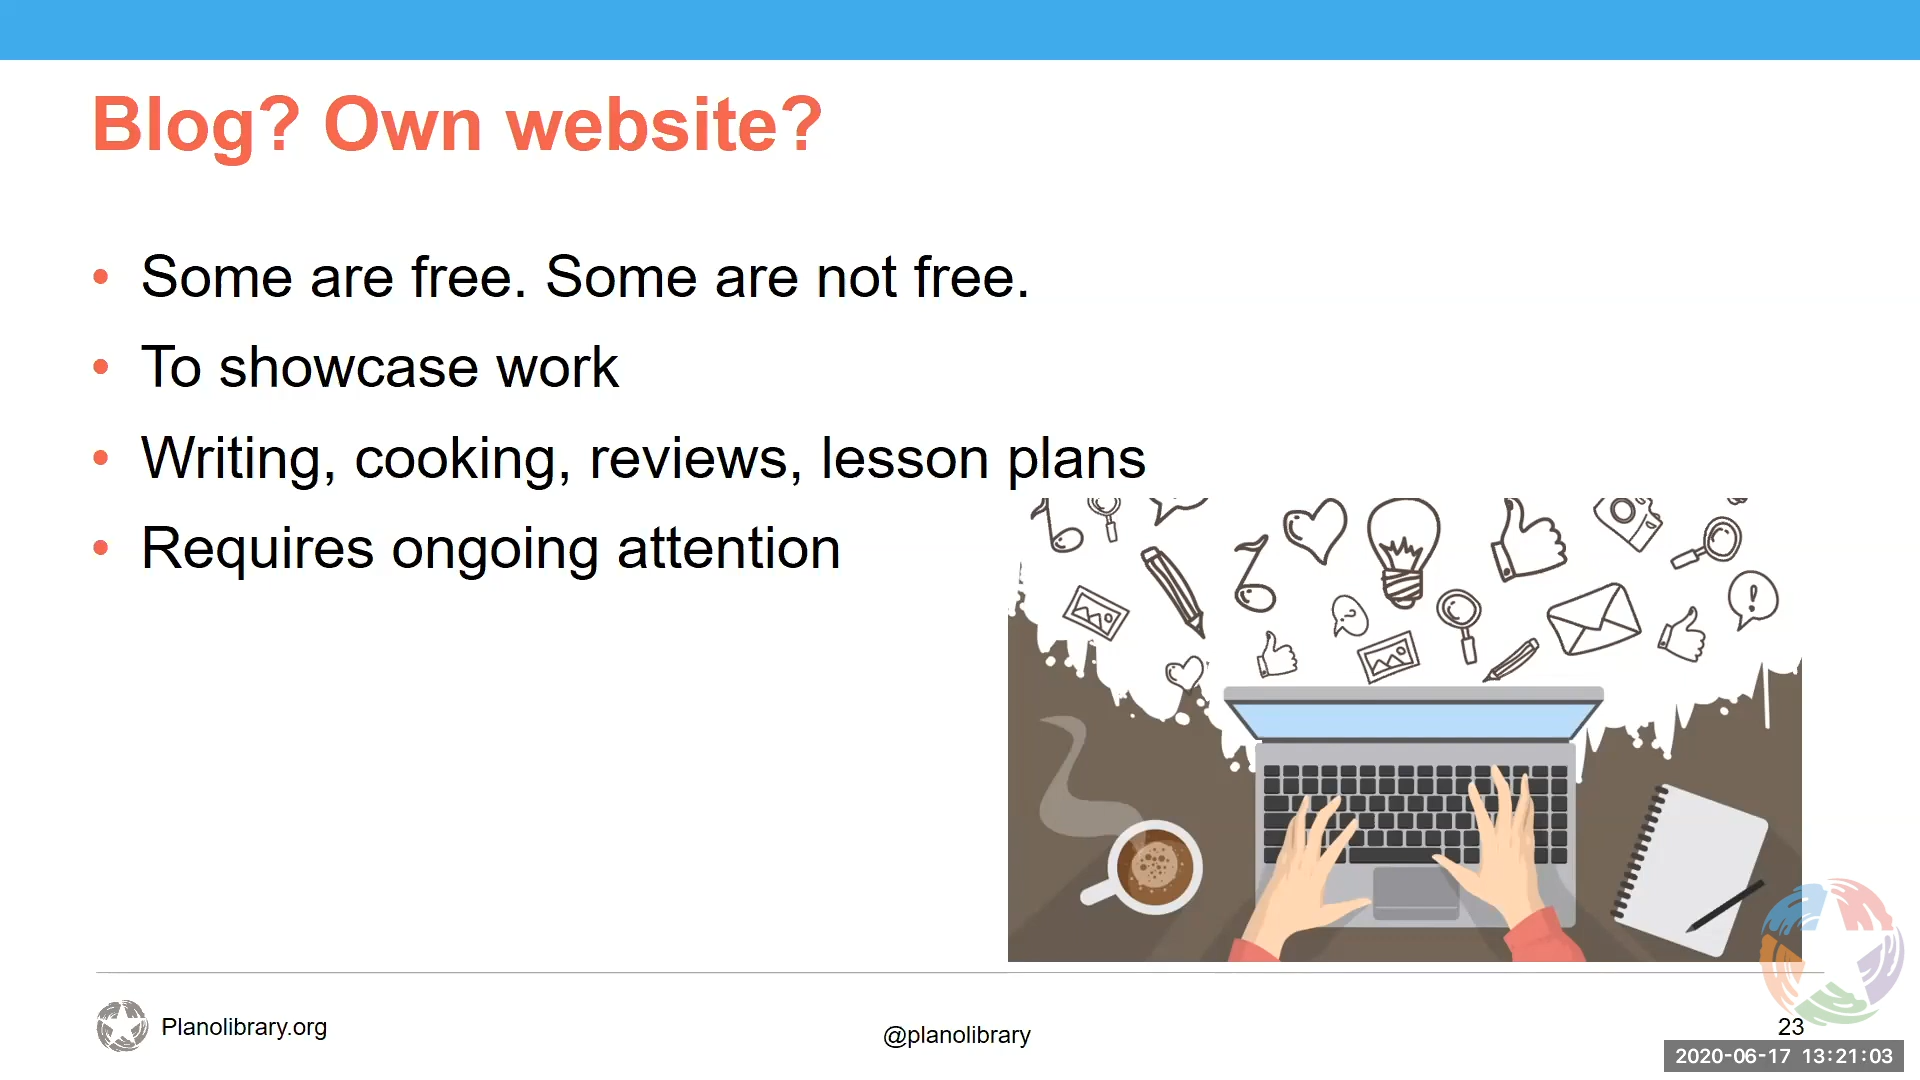 Blog? Own website?
• Some are free. Some are not free.
• To showcase work
• Writing, cooking, reviews, lesson plans
• Requires ongoing attention
Planolibrary.org
@planolibrary
23
2020-06-17 13:21:03